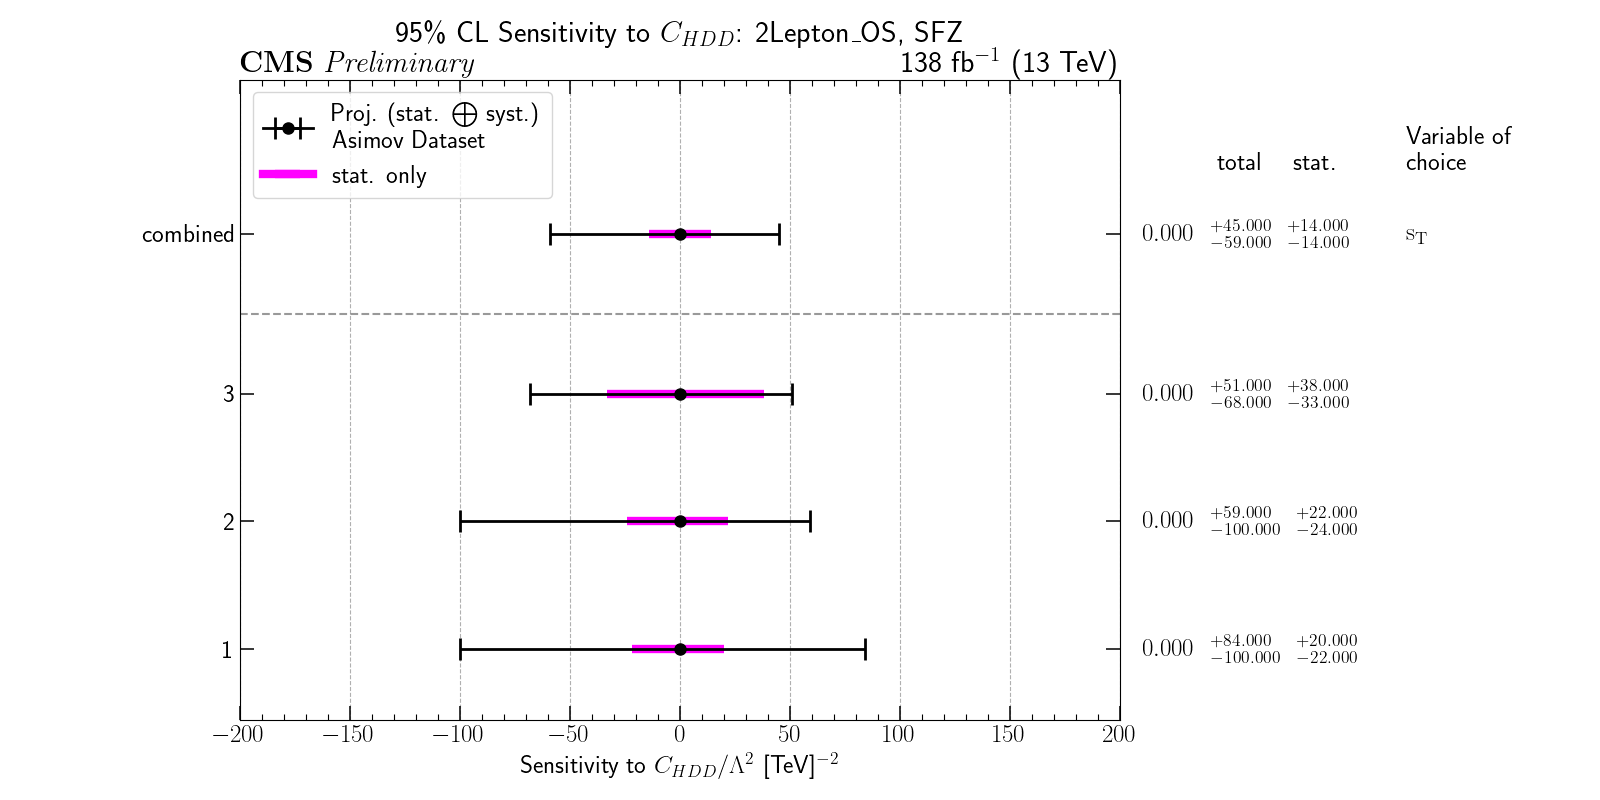 95% CL Sensitivity to C_{HDD}: 2Lepton_OS, SFZ
CMS Preliminary 138 fb^{-1} (13 TeV)
Proj. (stat. ⨁ syst.)
Asimov Dataset
stat. only
total stat. Variable of
choice
combined 0.000 +45.000 −59.000 +14.000 −14.000 s_T
3 0.000 +51.000 −68.000 +38.000 −33.000
2 0.000 +59.000 −100.000 +22.000 −24.000
1 0.000 +84.000 −100.000 +20.000 −22.000
−200 −150 −100 −50 0 50 100 150 200
Sensitivity to C_{HDD}/Λ^2 [TeV]^{−2}